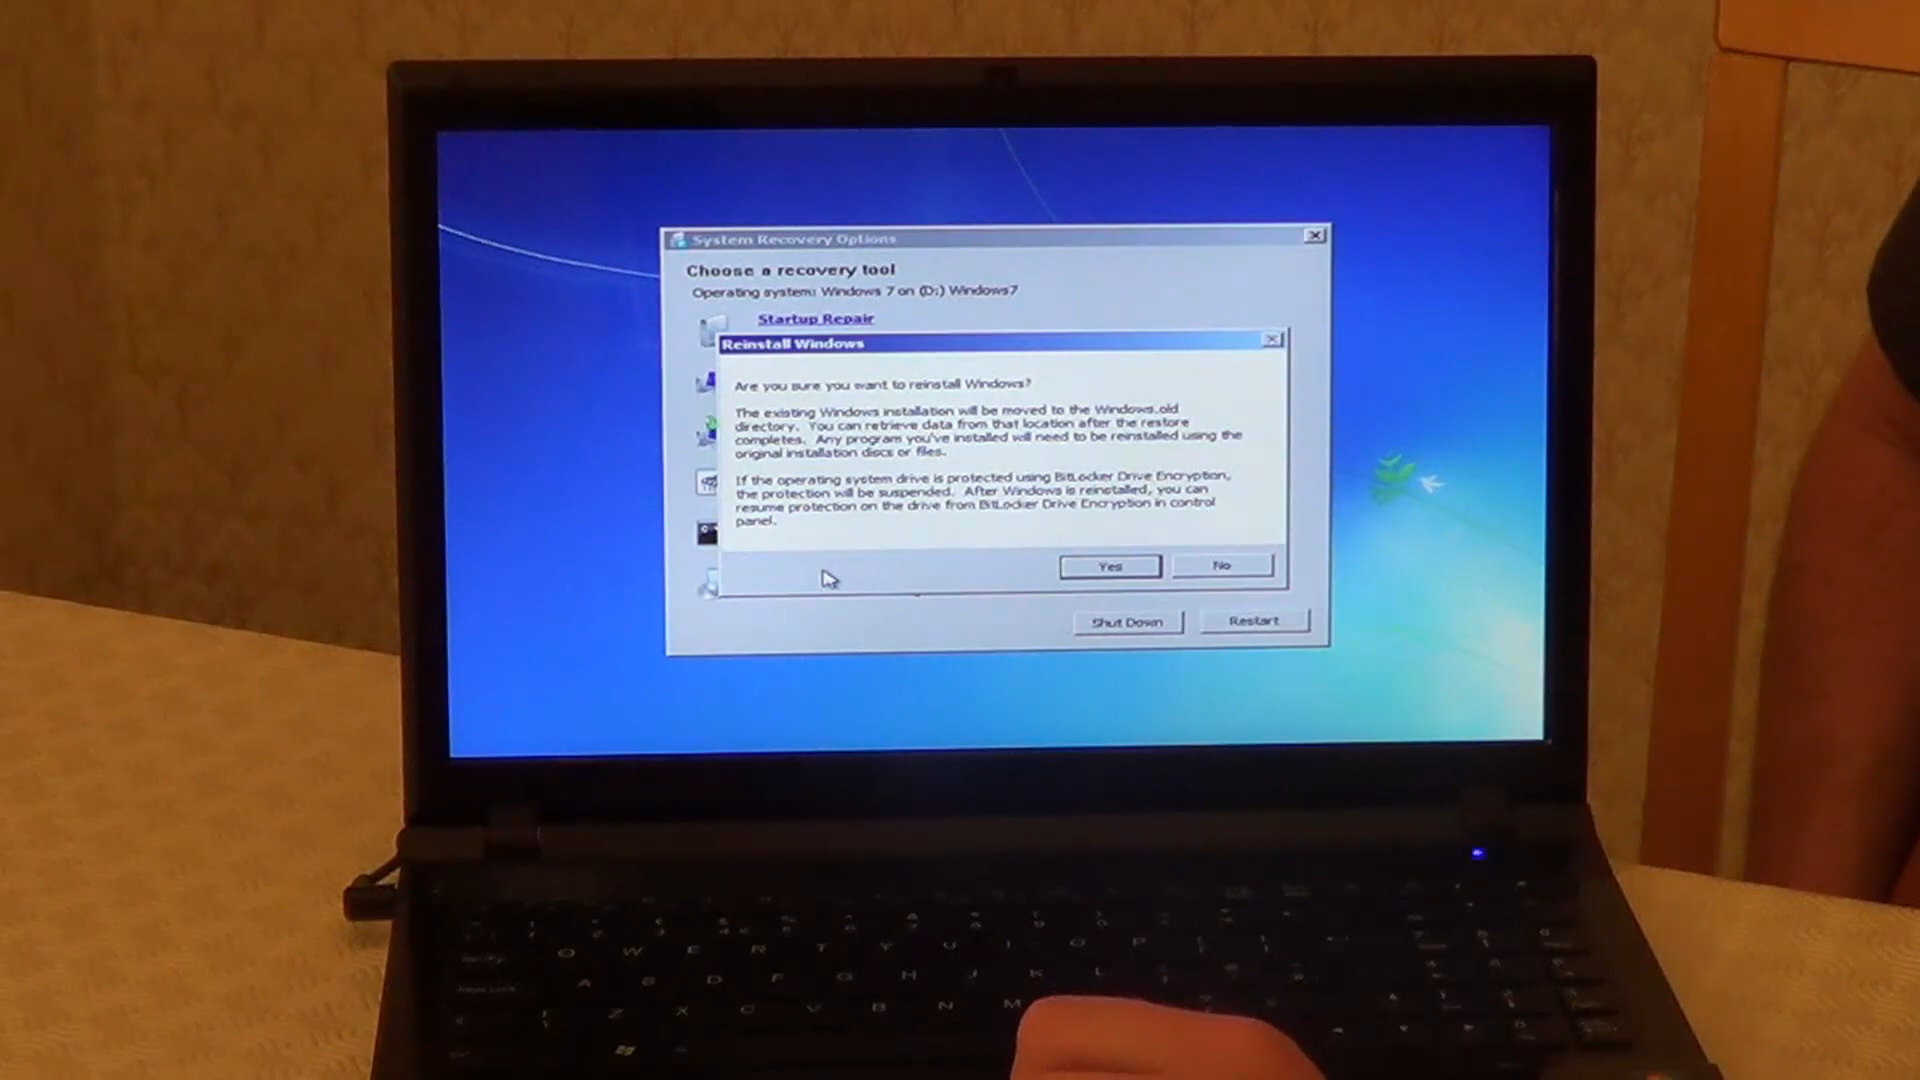 System Recovery Options
Choose a recovery tool
Operating system: Windows 7 on (D:) Windows7
Startup Repair
Reinstall Windows
Are you sure you want to reinstall Windows?
The existing Windows installation will be moved to the Windows.old
directory. You can retrieve data from that location after the restore
completes. Any program you've installed will need to be reinstalled using the
original installation discs or files.
If the operating system drive is protected using BitLocker Drive Encryption,
the protection will be suspended. After Windows is reinstalled, you can
resume protection on the drive from BitLocker Drive Encryption in control
panel.
Yes No
Shut Down Restart
Q W E R T Y U I O P
A S D F G H J K L
Z X C V B N M